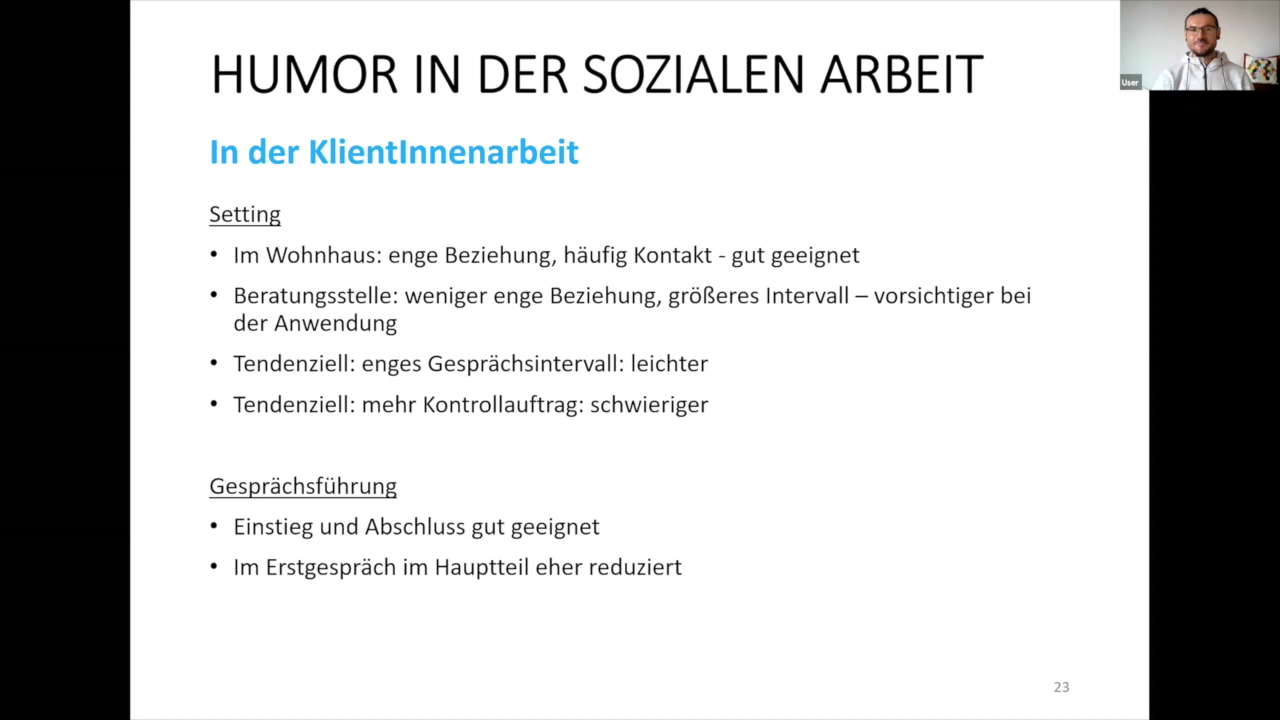 HUMOR IN DER SOZIALEN ARBEIT
User
In der KlientInnenarbeit
Setting
• Im Wohnhaus: enge Beziehung, häufig Kontakt - gut geeignet
• Beratungsstelle: weniger enge Beziehung, größeres Intervall – vorsichtiger bei
der Anwendung
• Tendenziell: enges Gesprächsintervall: leichter
• Tendenziell: mehr Kontrollauftrag: schwieriger
Gesprächsführung
• Einstieg und Abschluss gut geeignet
• Im Erstgespräch im Hauptteil eher reduziert
23